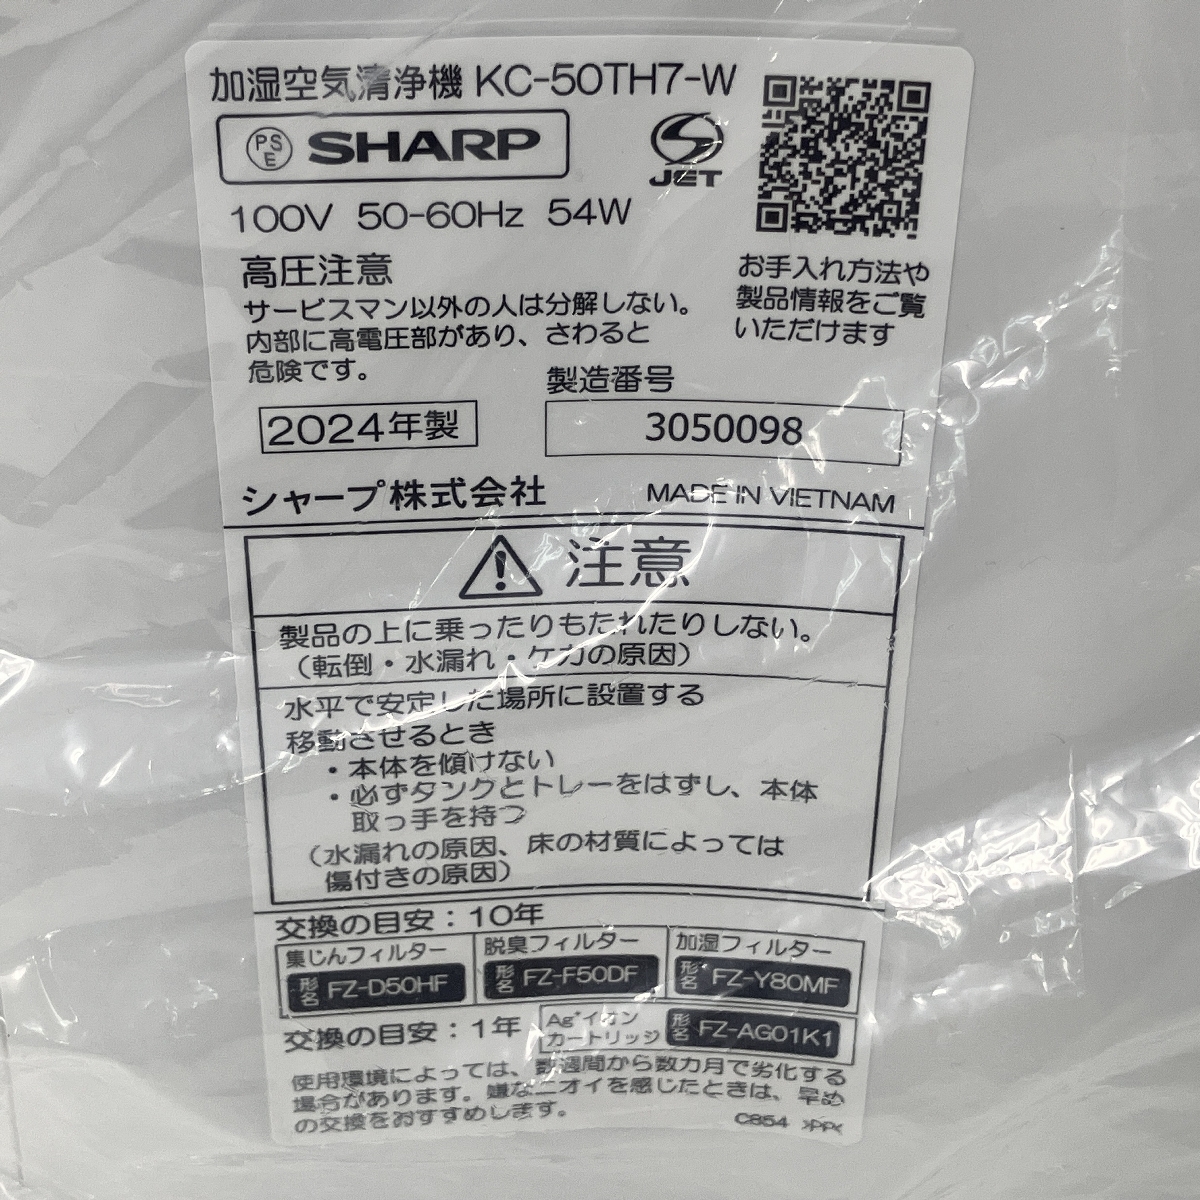 加湿空気清浄機 KC-50TH7-W
PS
E
SHARP
JET
100V 50-60Hz 54W
高圧注意
サービスマン以外の人は分解しない。
内部に高電圧部があり、さわると
危険です。
お手入れ方法や
製品情報をご覧
いただけます
製造番号
2024年製
3050098
シャープ株式会社
MADE IN VIETNAM
注意
製品の上に乗ったりもたれたりしない。
（転倒・水漏れ・ケガの原因）
水平で安定した場所に設置する
移動させるとき
・本体を傾けない
・必ずタンクとトレーをはずし、本体
取っ手を持つ
（水漏れの原因、床の材質によっては
傷付きの原因）
交換の目安：10年
集じんフィルター
形名 FZ-D50HF
脱臭フィルター
形名 FZ-F50DF
加湿フィルター
形名 FZ-Y80MF
交換の目安：1年
Ag+イオン
カートリッジ
形名 FZ-AG01K1
使用環境によっては、数週間から数カ月で劣化する
場合があります。嫌なニオイを感じたときは、早め
の交換をおすすめします。
C854 >PP<